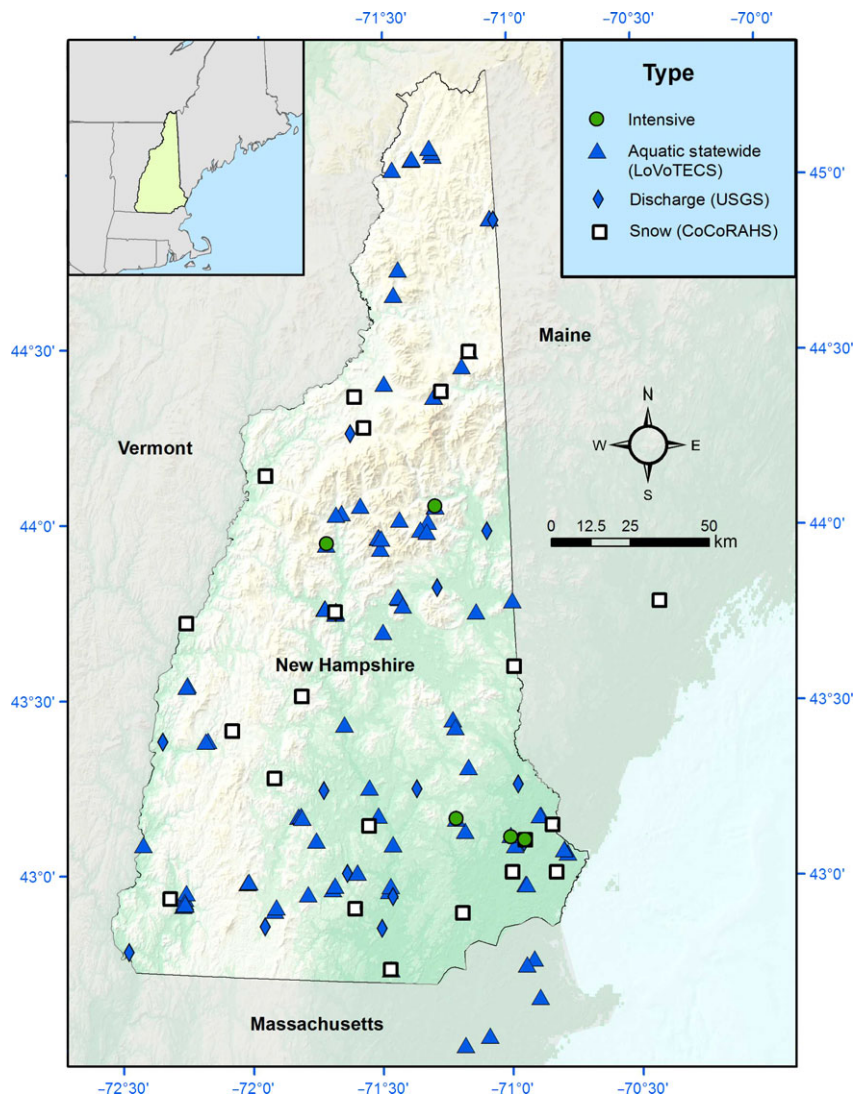 −71°30' −71°0' −70°30' −70°0'
Type
Intensive
Aquatic statewide
(LoVoTECS)
Discharge (USGS)
Snow (CoCoRAHS)
45°0' 45°0'
44°30' 44°30'
Maine
Vermont
N
W E
S
44°0' 44°0'
0 12.5 25 50
km
New Hampshire
43°30' 43°30'
43°0' 43°0'
Massachusetts
−72°30' −72°0' −71°30' −71°0' −70°30'